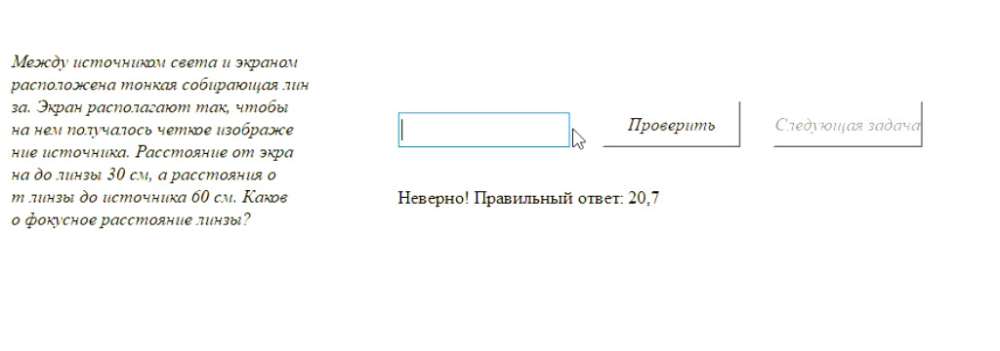 Между источником света и экраном
расположена тонкая собирающая лин
за. Экран располагают так, чтобы
на нем получалось четкое изображе
ние источника. Расстояние от экра
на до линзы 30 см, а расстояния о
т линзы до источника 60 см. Каков
о фокусное расстояние линзы?
Проверить
Следующая задача
Неверно! Правильный ответ: 20,7